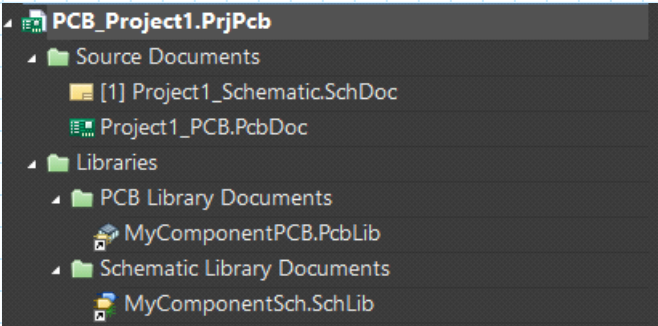 PCB_Project1.PrjPcb
Source Documents
[1] Project1_Schematic.SchDoc
Project1_PCB.PcbDoc
Libraries
PCB Library Documents
MyComponentPCB.PcbLib
Schematic Library Documents
MyComponentSch.SchLib